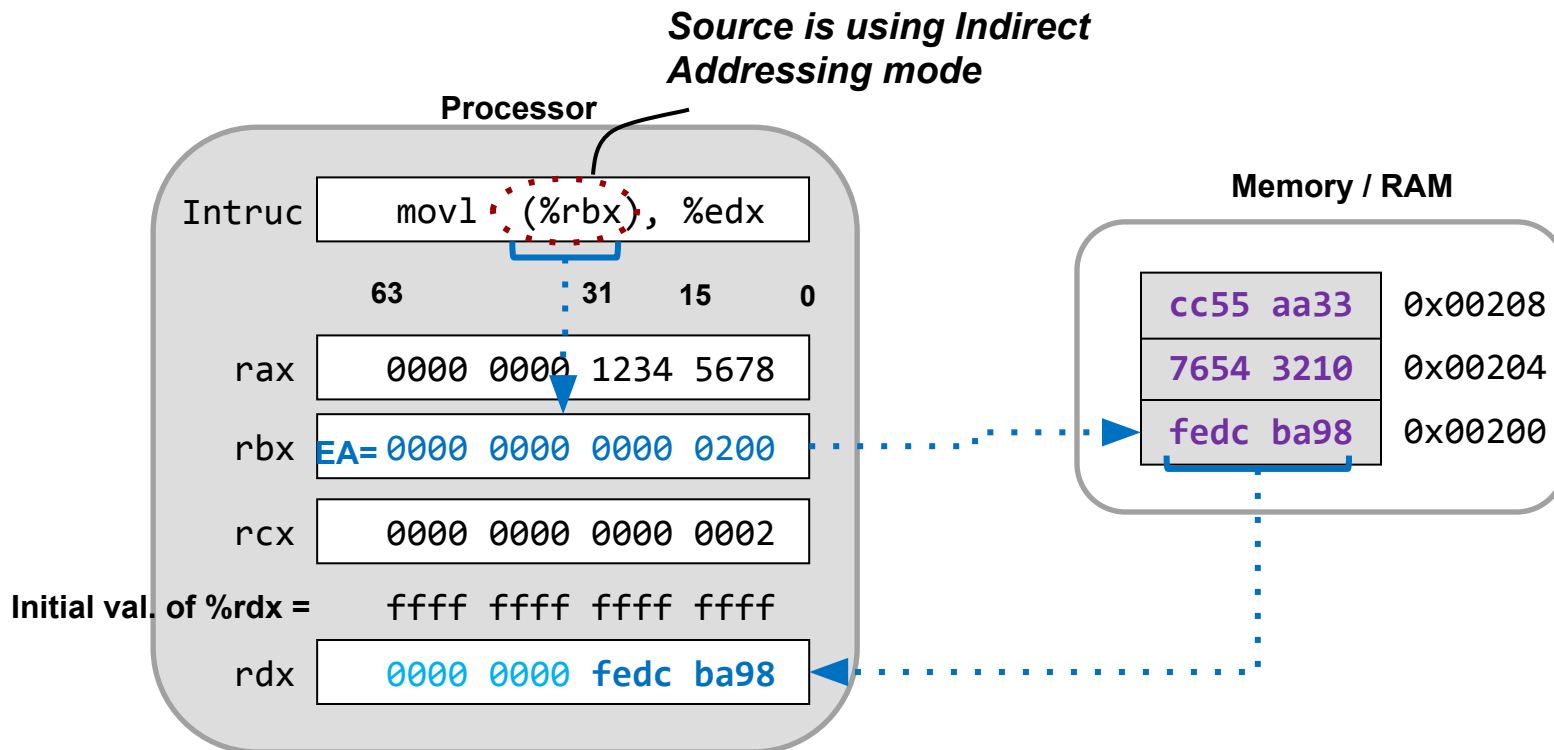 Source is using Indirect
Addressing mode
Processor
Intruc movl (%rbx), %edx
63 31 15 0
rax 0000 0000 1234 5678
rbx EA= 0000 0000 0000 0200
rcx 0000 0000 0000 0002
Initial val. of %rdx = ffff ffff ffff ffff
rdx 0000 0000 fedc ba98
Memory / RAM
cc55 aa33 0x00208
7654 3210 0x00204
fedc ba98 0x00200